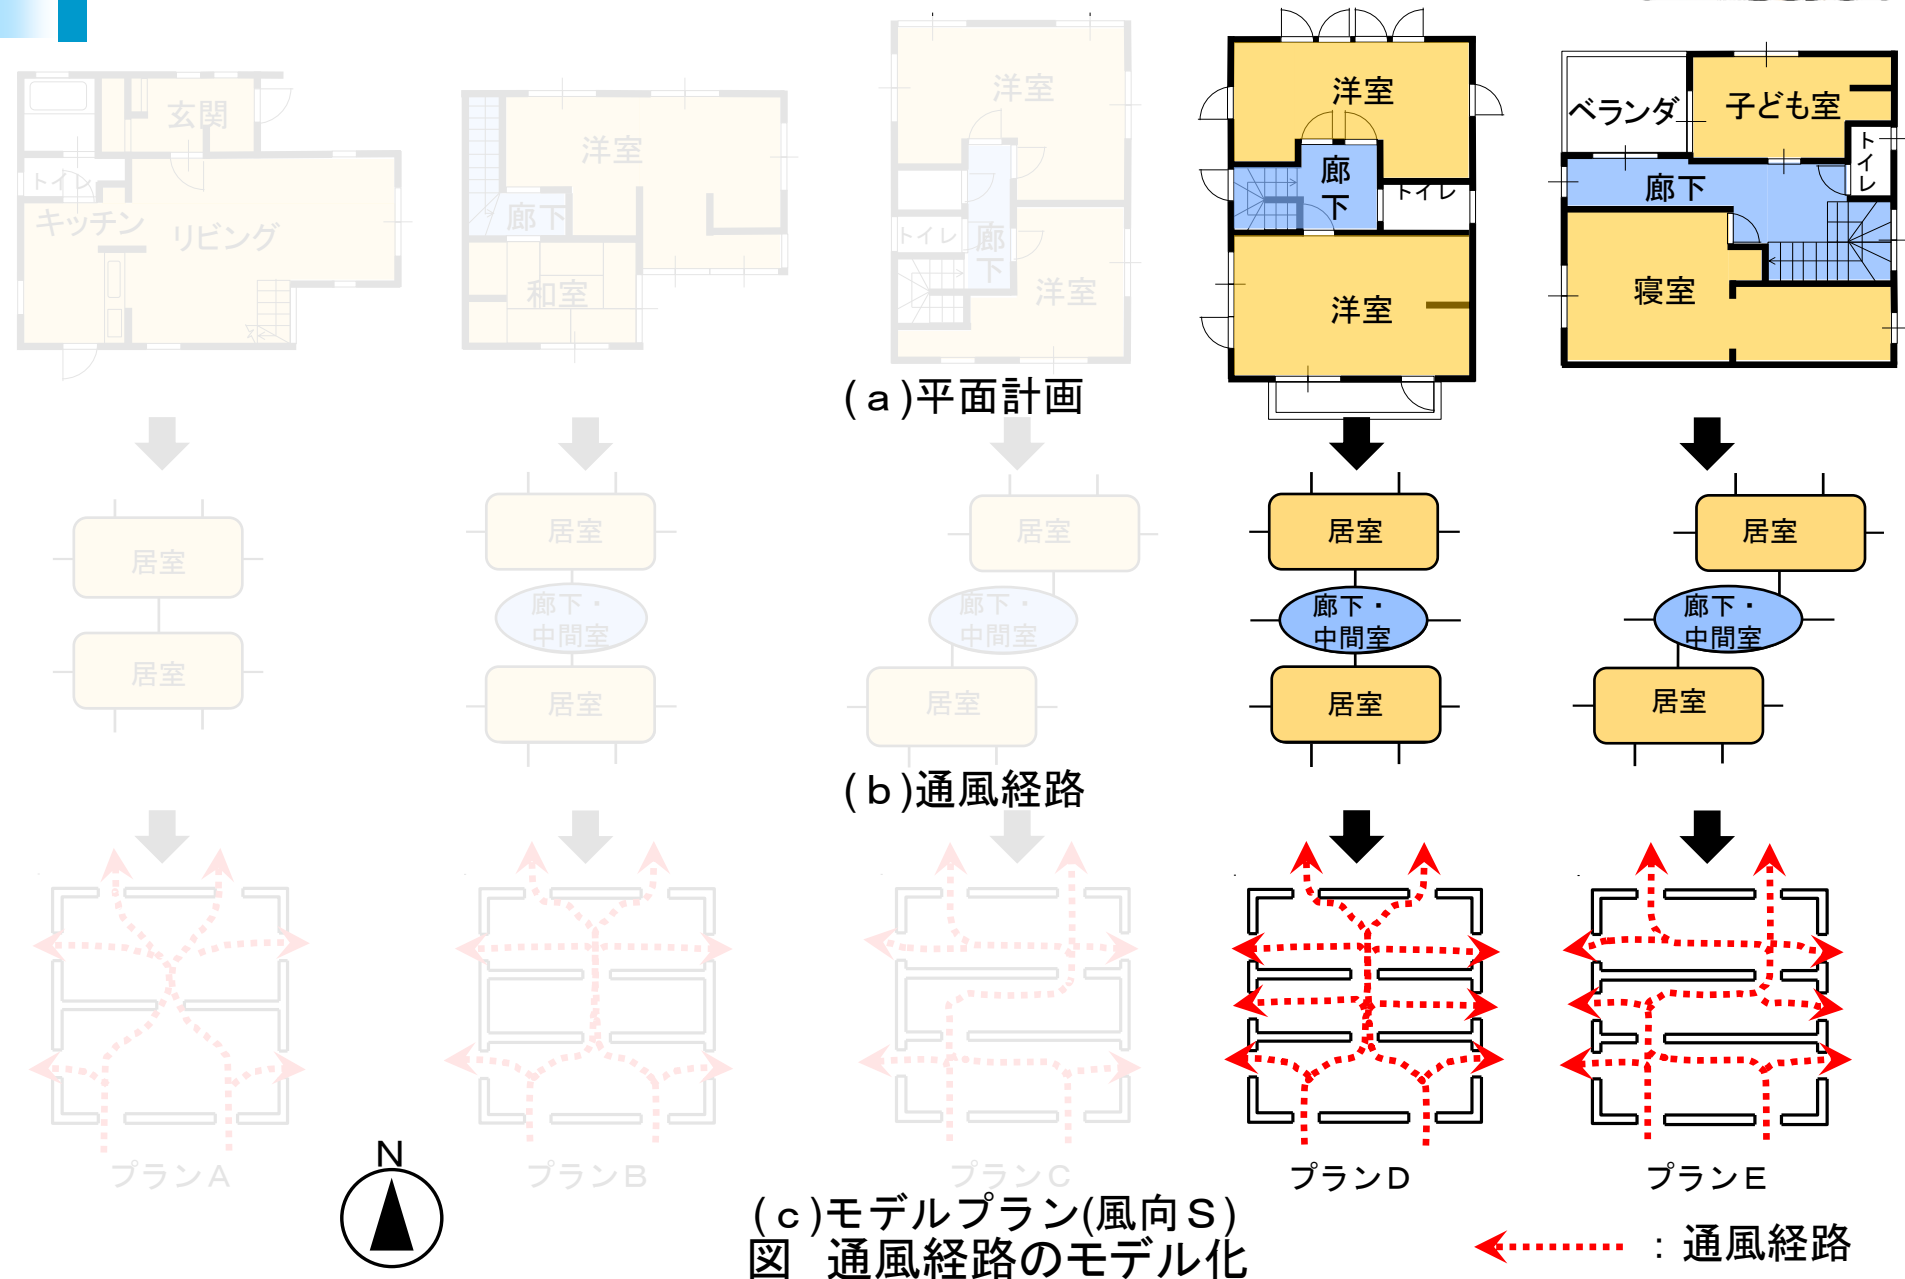 玄関
トイレ
キッチン
リビング
洋室
廊下
和室
洋室
トイレ
廊
下
洋室
洋室
廊
下
トイレ
洋室
ベランダ
子ども室
トイレ
廊下
寝室
(a)平面計画
居室
居室
居室
廊下・
中間室
居室
居室
廊下・
中間室
居室
居室
廊下・
中間室
居室
居室
廊下・
中間室
居室
(b)通風経路
プランA
プランB
プランC
プランD
プランE
N
(c)モデルプラン(風向S)
図 通風経路のモデル化
:通風経路